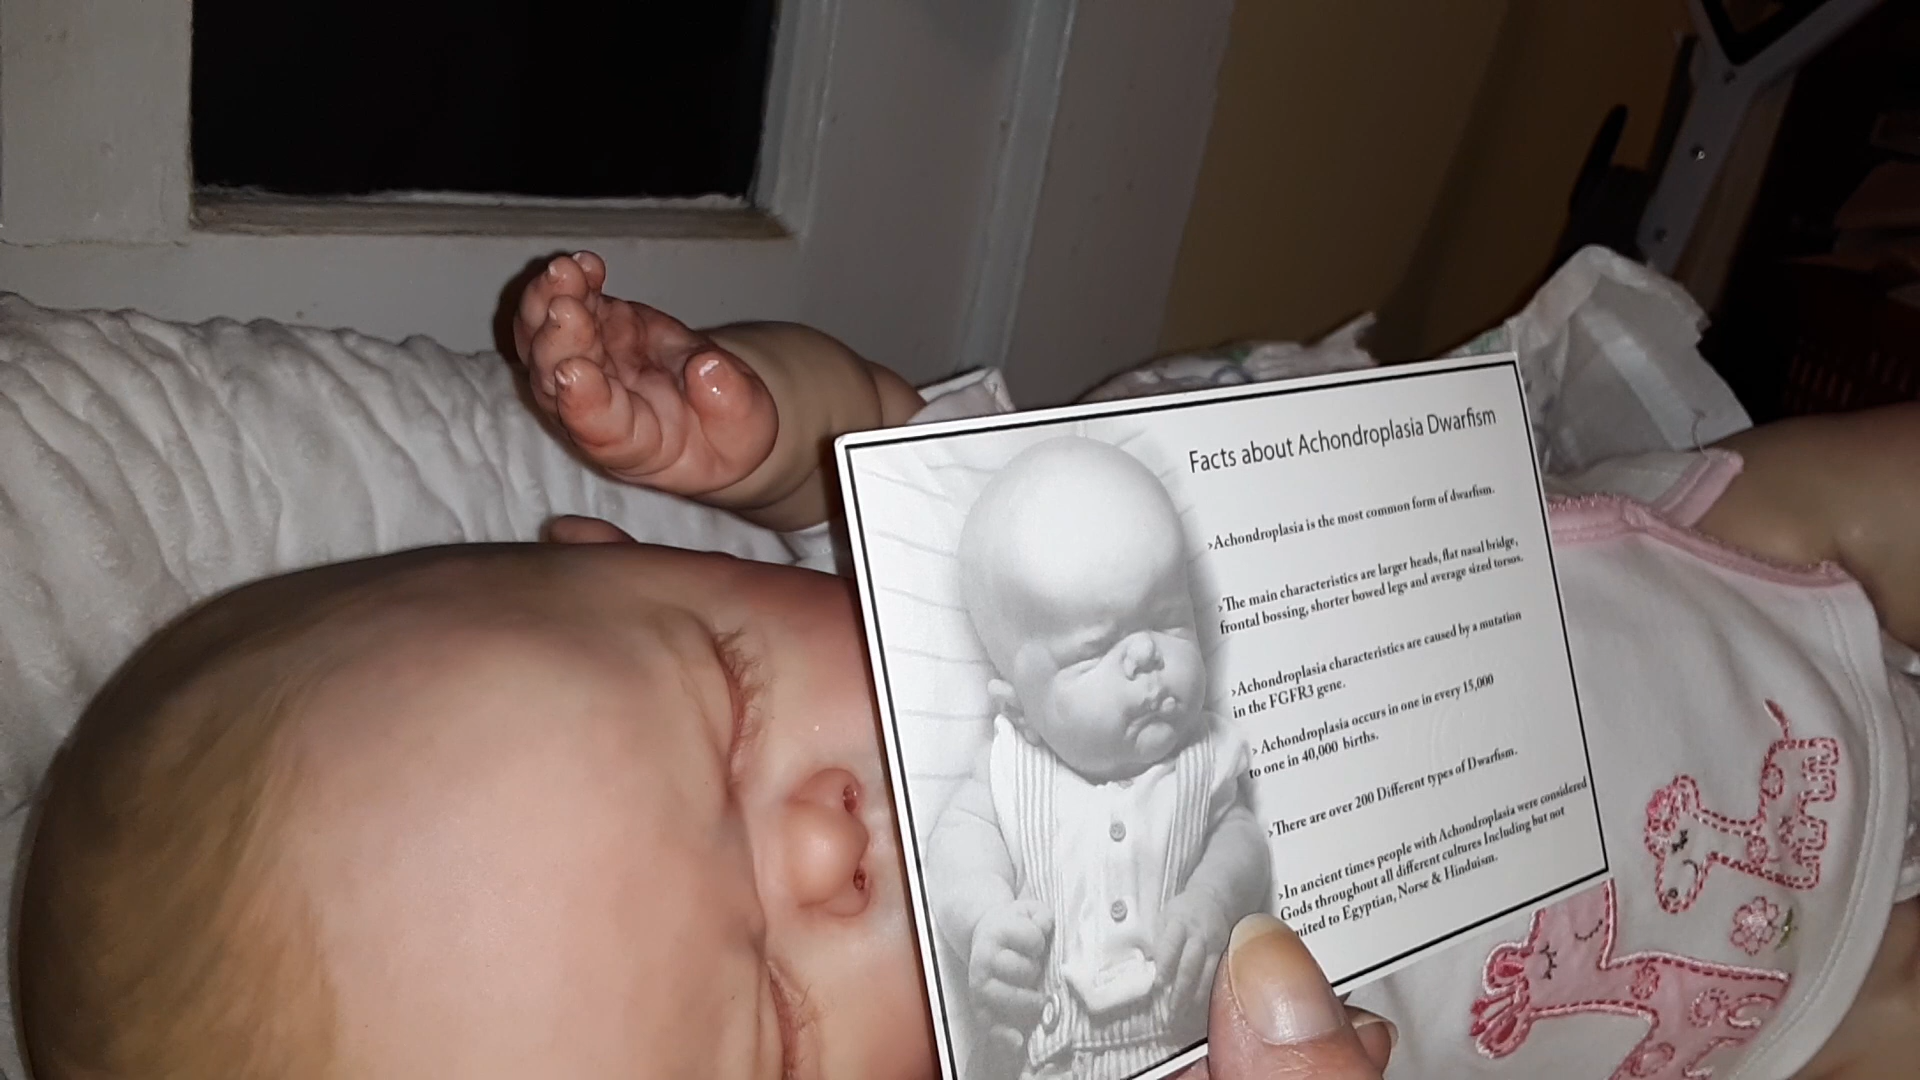 Facts about Achondroplasia Dwarfism
>Achondroplasia is the most common form of dwarfism.
>The main characteristics are larger heads, flat nasal bridge,
frontal bossing, shorter bowed legs and average sized torsos.
>Achondroplasia characteristics are caused by a mutation
in the FGFR3 gene.
> Achondroplasia occurs in one in every 15,000
to one in 40,000 births.
>There are over 200 Different types of Dwarfism.
>In ancient times people with Achondroplasia were considered
Gods throughout all different cultures Including but not
mited to Egyptian, Norse & Hinduism.